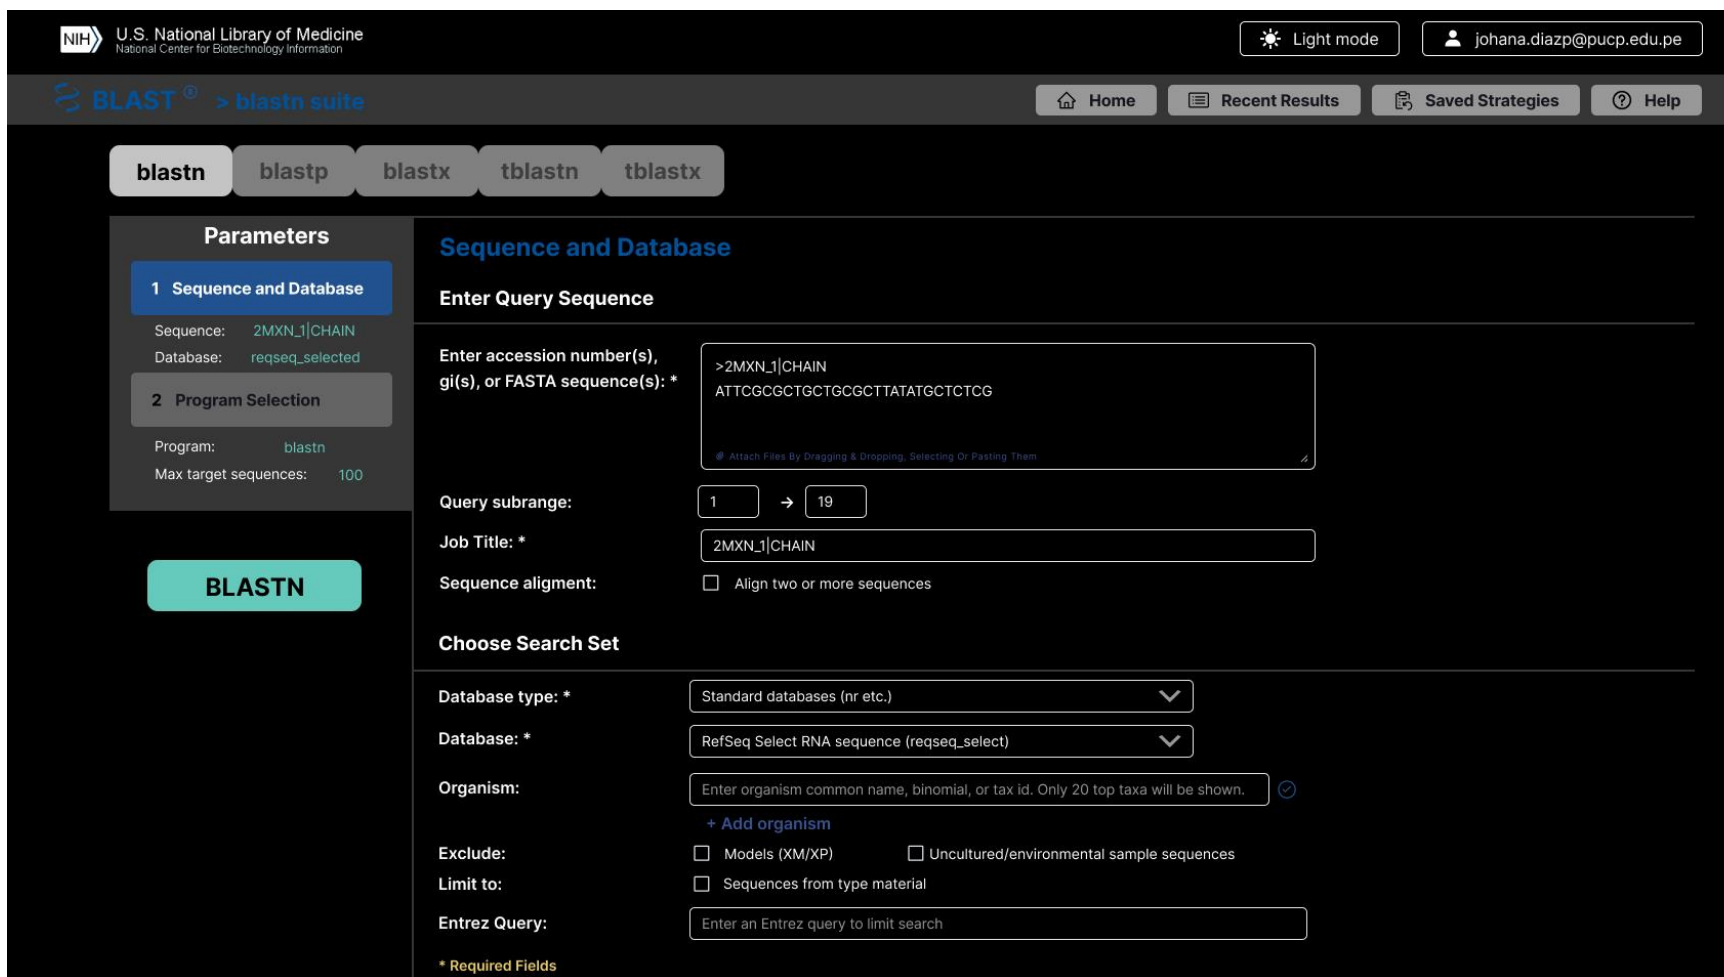 NIH U.S. National Library of Medicine
National Center for Biotechnology Information
Light mode
johana.diazp@pucp.edu.pe
BLAST ® > blastn suite
Home
Recent Results
Saved Strategies
Help
blastn
blastp
blastx
tblastn
tblastx
Parameters
1 Sequence and Database
Sequence: 2MXN_1|CHAIN
Database: reqseq_selected
2 Program Selection
Program: blastn
Max target sequences: 100
BLASTN
Sequence and Database
Enter Query Sequence
Enter accession number(s),
gi(s), or FASTA sequence(s): *
>2MXN_1|CHAIN
ATTCGCGCTGCTGCGCTTATATGCTCTCG
Attach Files By Dragging & Dropping, Selecting Or Pasting Them
Query subrange: 1 → 19
Job Title: * 2MXN_1|CHAIN
Sequence aligment: Align two or more sequences
Choose Search Set
Database type: * Standard databases (nr etc.)
Database: * RefSeq Select RNA sequence (reqseq_select)
Organism: Enter organism common name, binomial, or tax id. Only 20 top taxa will be shown.
+ Add organism
Exclude: Models (XM/XP) Uncultured/environmental sample sequences
Limit to: Sequences from type material
Entrez Query: Enter an Entrez query to limit search
* Required Fields